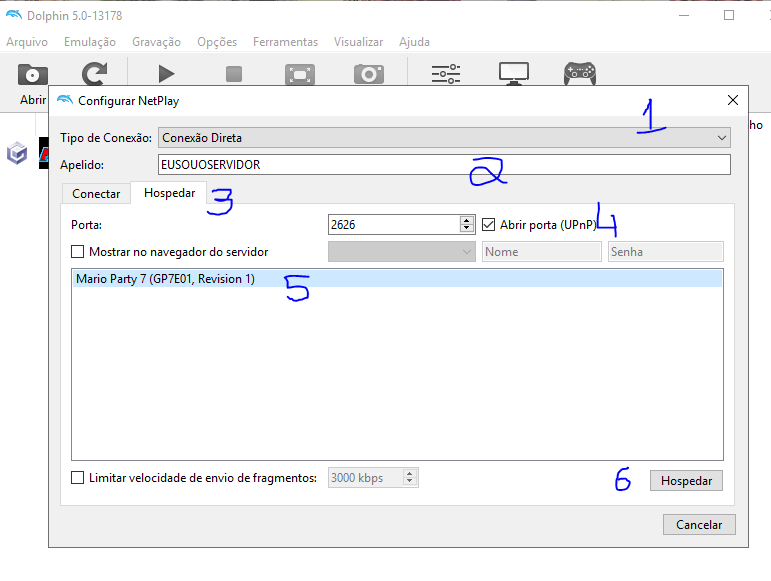 Dolphin 5.0-13178
Arquivo Emulação Gravação Opções Ferramentas Visualizar Ajuda
Abrir
Configurar NetPlay
ho
Tipo de Conexão: Conexão Direta 1
Apelido: EUSOUOSERVIDOR 2
Conectar Hospedar 3
Porta: 2626 Abrir porta (UPnP) 4
Mostrar no navegador do servidor Nome Senha
Mario Party 7 (GP7E01, Revision 1) 5
Limitar velocidade de envio de fragmentos: 3000 kbps 6 Hospedar
Cancelar